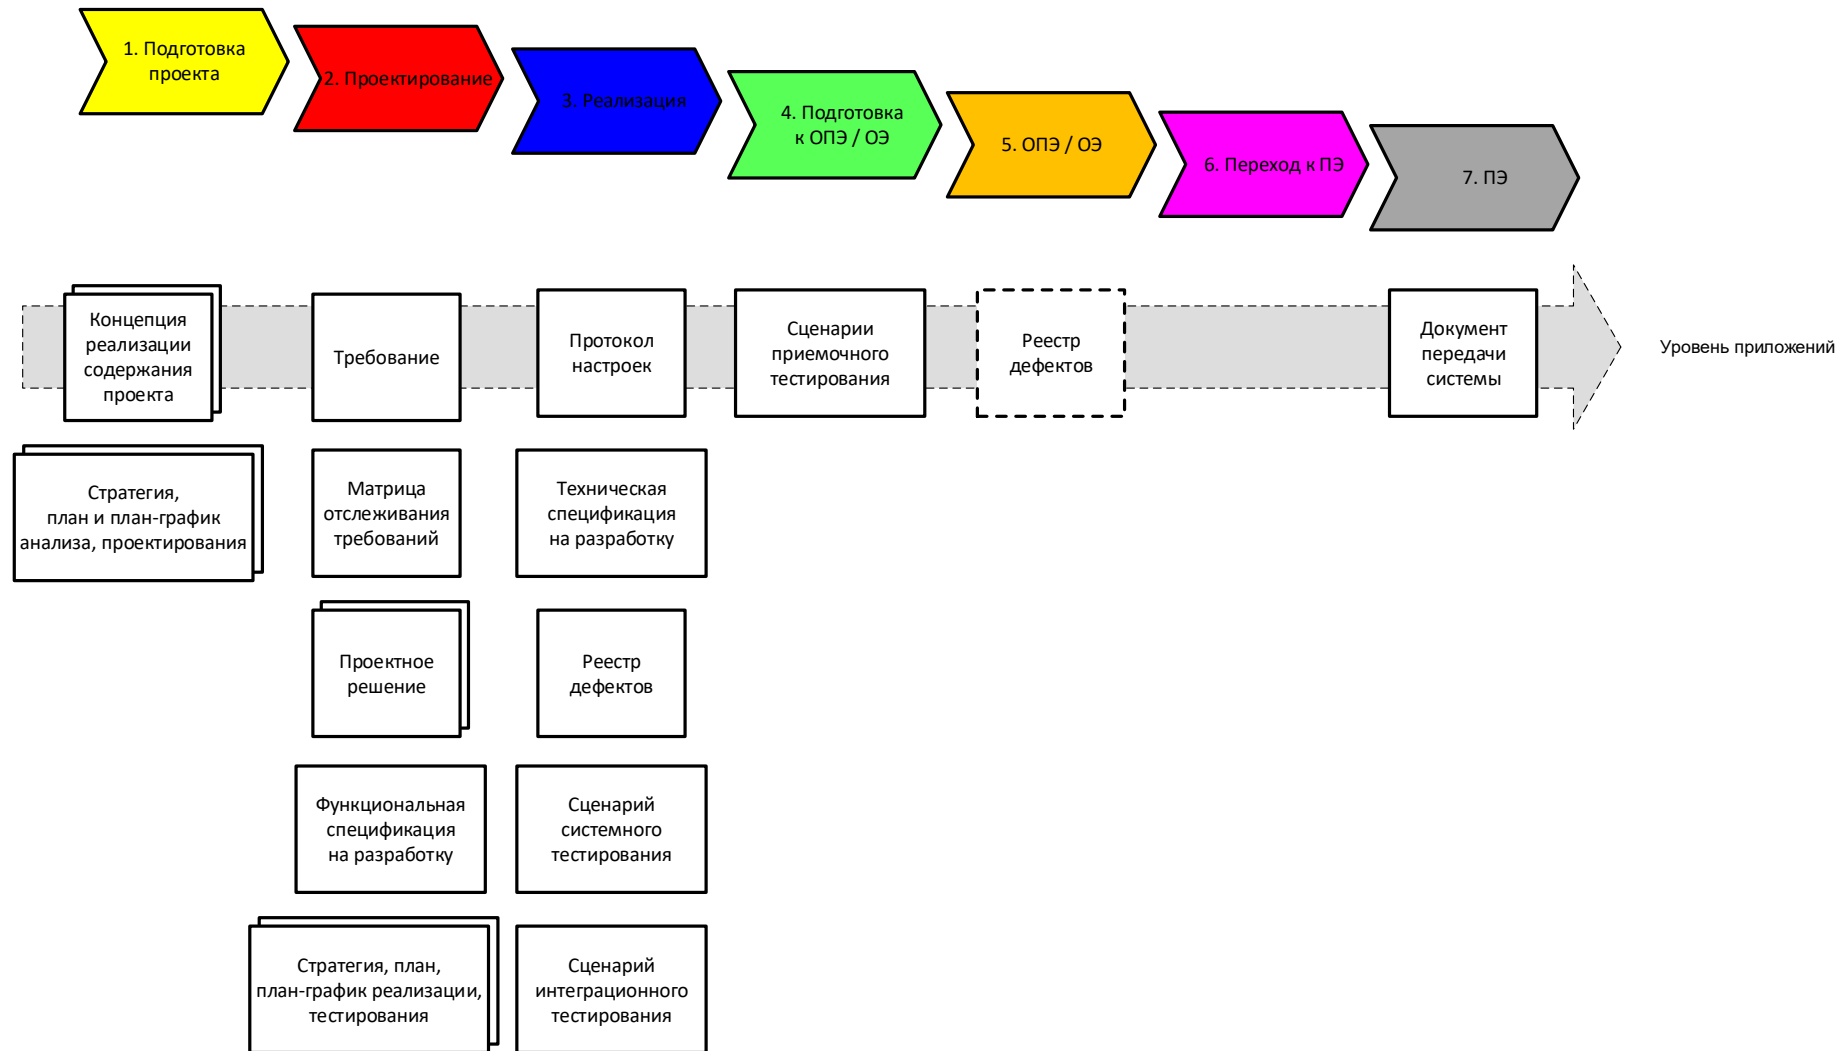 1. Подготовка
проекта
2. Проектирование
3. Реализация
4. Подготовка
к ОПЭ / ОЭ
5. ОПЭ / ОЭ
6. Переход к ПЭ
7. ПЭ
Концепция
реализации
содержания
проекта
Требование
Протокол
настроек
Сценарии
приемочного
тестирования
Реестр
дефектов
Документ
передачи
системы
Уровень приложений
Стратегия,
план и план-график
анализа, проектирования
Матрица
отслеживания
требований
Техническая
спецификация
на разработку
Проектное
решение
Реестр
дефектов
Функциональная
спецификация
на разработку
Сценарий
системного
тестирования
Стратегия, план,
план-график реализации,
тестирования
Сценарий
интеграционного
тестирования